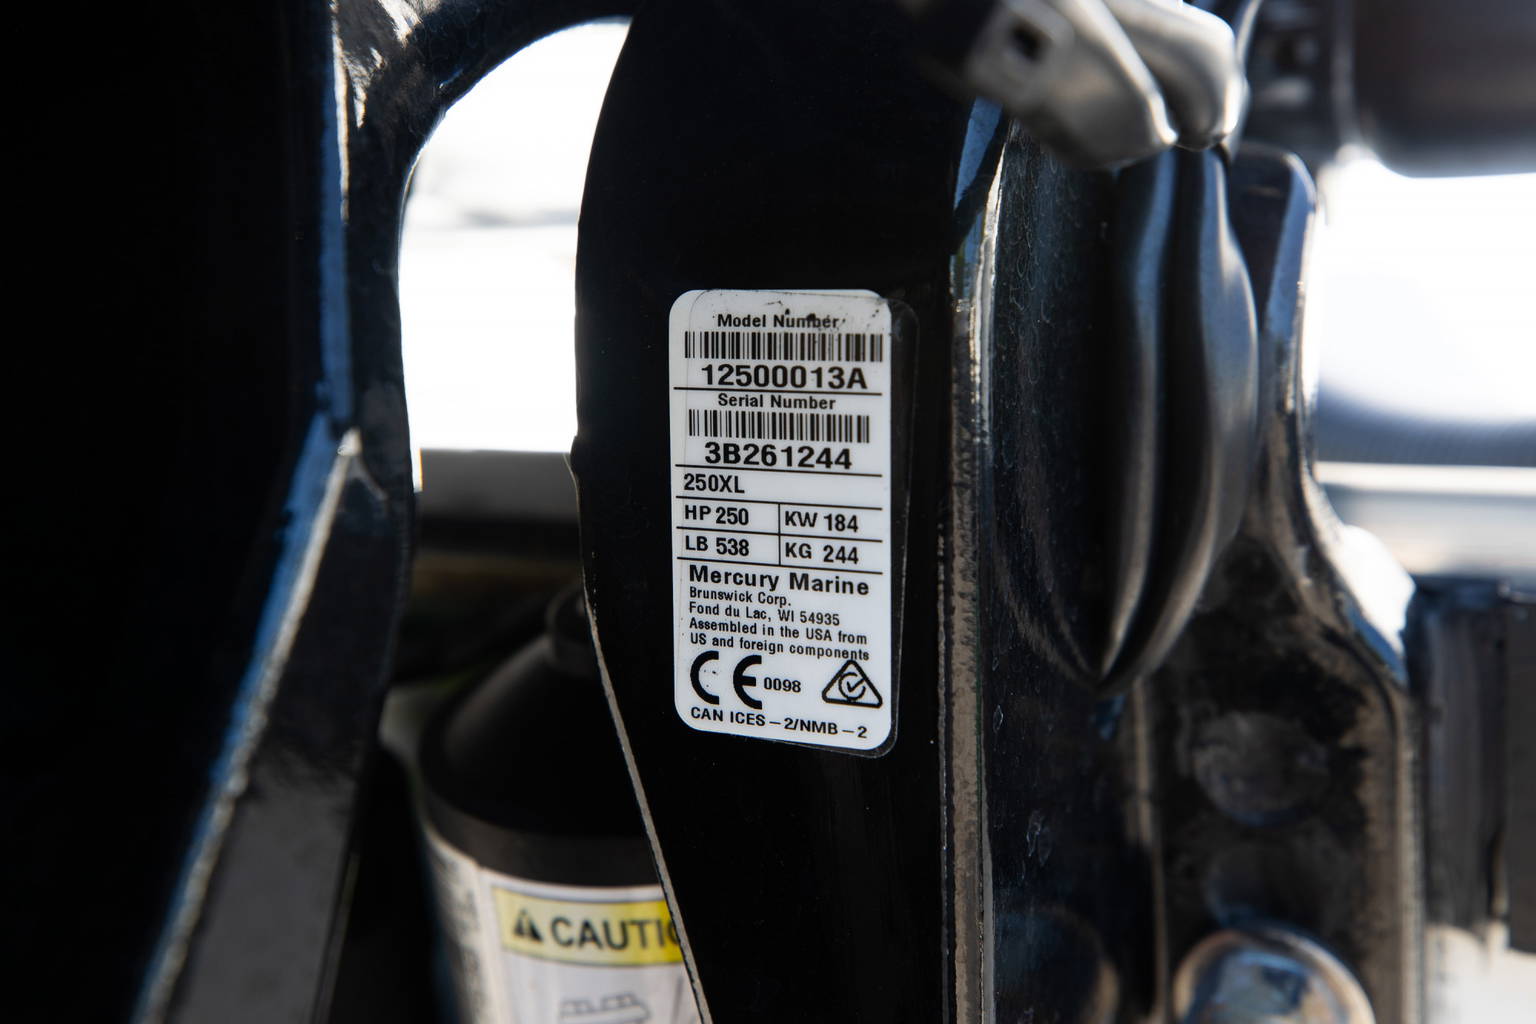 Model Number
12500013A
Serial Number
3B261244
250XL
HP 250 KW 184
LB 538 KG 244
Mercury Marine
Brunswick Corp.
Fond du Lac, WI 54935
Assembled in the USA from
US and foreign components
CE 0098
CAN ICES-2/NMB-2
CAUTIO